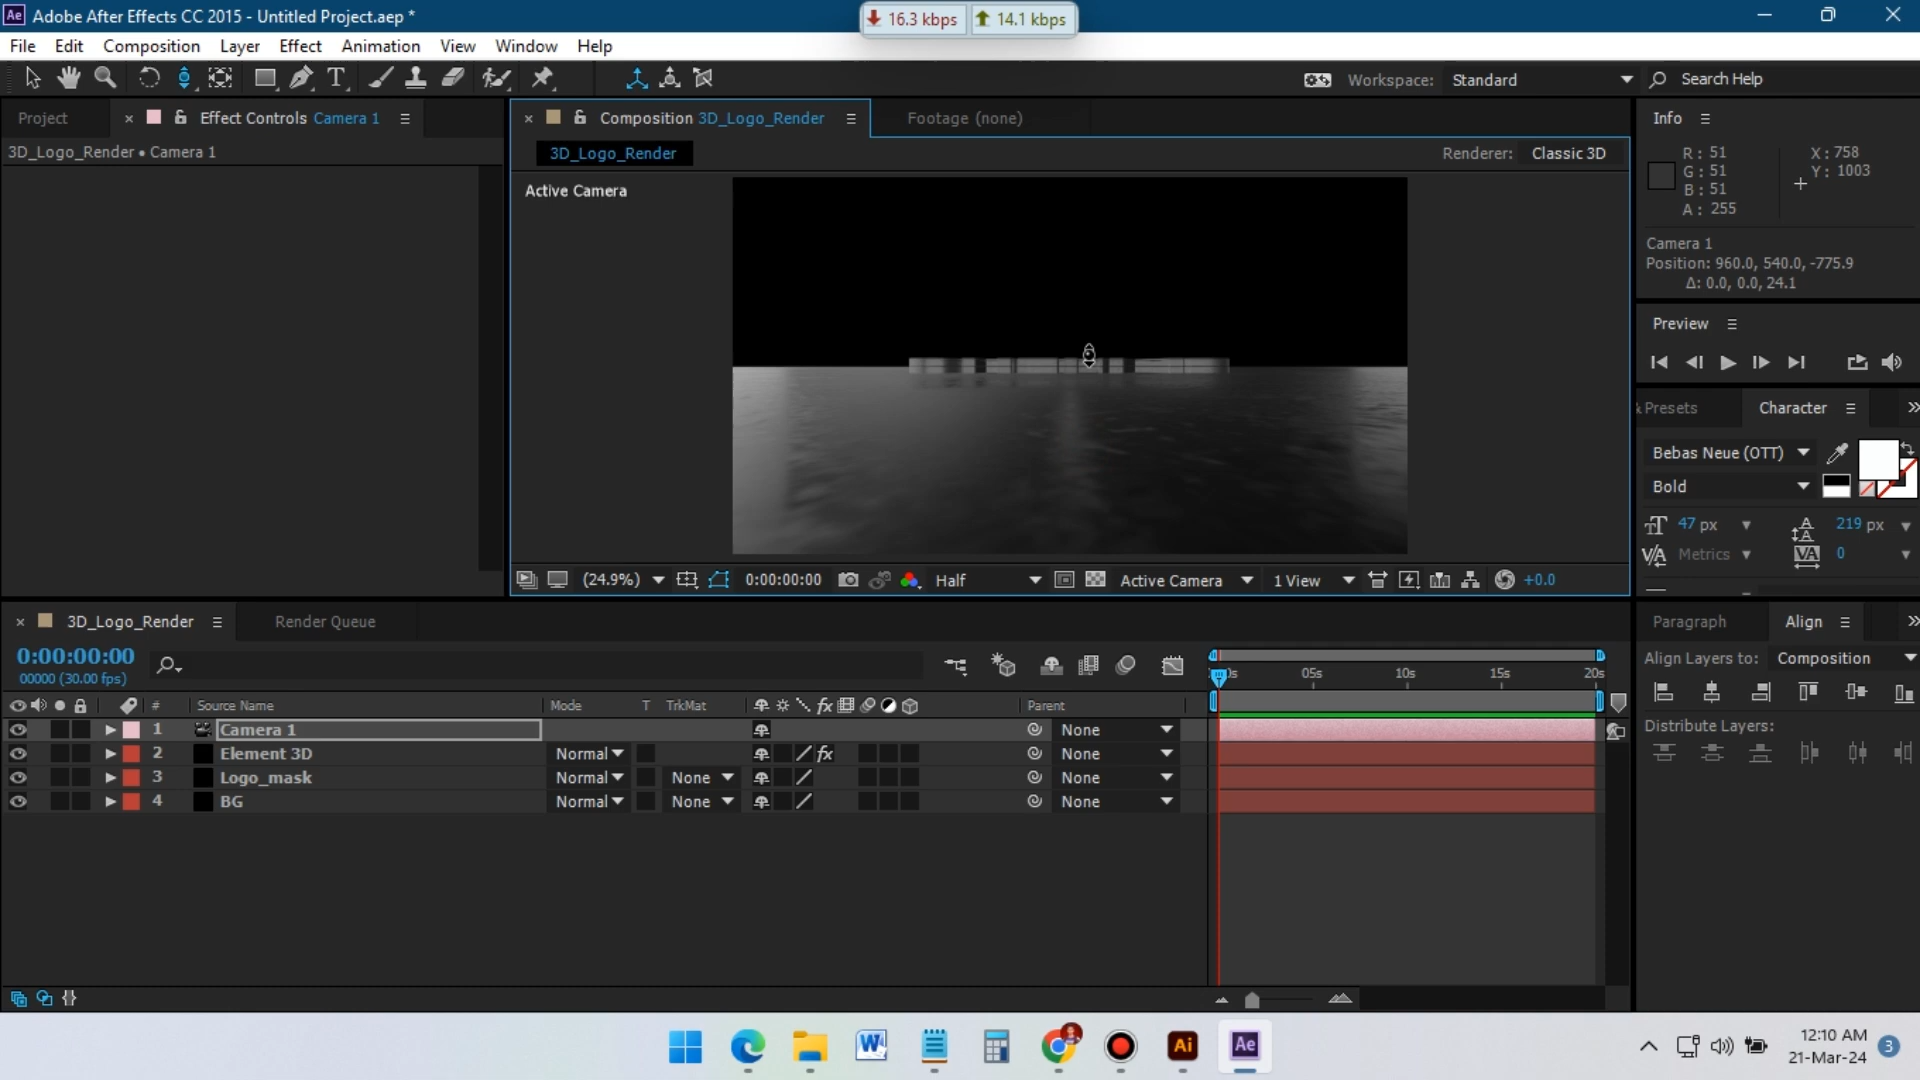 Adobe After Effects CC 2015 - Untitled Project.aep *
16.3 kbps
14.1 kbps
File Edit Composition Layer Effect Animation View Window Help
Workspace: Standard
Search Help
Project
Effect Controls Camera 1
3D_Logo_Render • Camera 1
Composition 3D_Logo_Render
Footage (none)
3D_Logo_Render
Renderer: Classic 3D
Active Camera
Info
R: 51
G: 51
B: 51
A: 255
X: 758
Y: 1003
Camera 1
Position: 960.0, 540.0, -775.9
Δ: 0.0, 0.0, 24.1
Preview
Presets
Character
Bebas Neue (OTT)
Bold
47 px
219 px
Metrics
0
(24.9%) 0:00:00:00 Half Active Camera 1 View +0.0
3D_Logo_Render
Render Queue
0:00:00:00
00000 (30.00 fps)
05s 10s 15s 20s
# Source Name Mode T TrkMat Parent
1 Camera 1 None
2 Element 3D Normal None
3 Logo_mask Normal None None
4 BG Normal None None
Paragraph
Align
Align Layers to: Composition
Distribute Layers:
Ai
Ae
12:10 AM
21-Mar-24
3